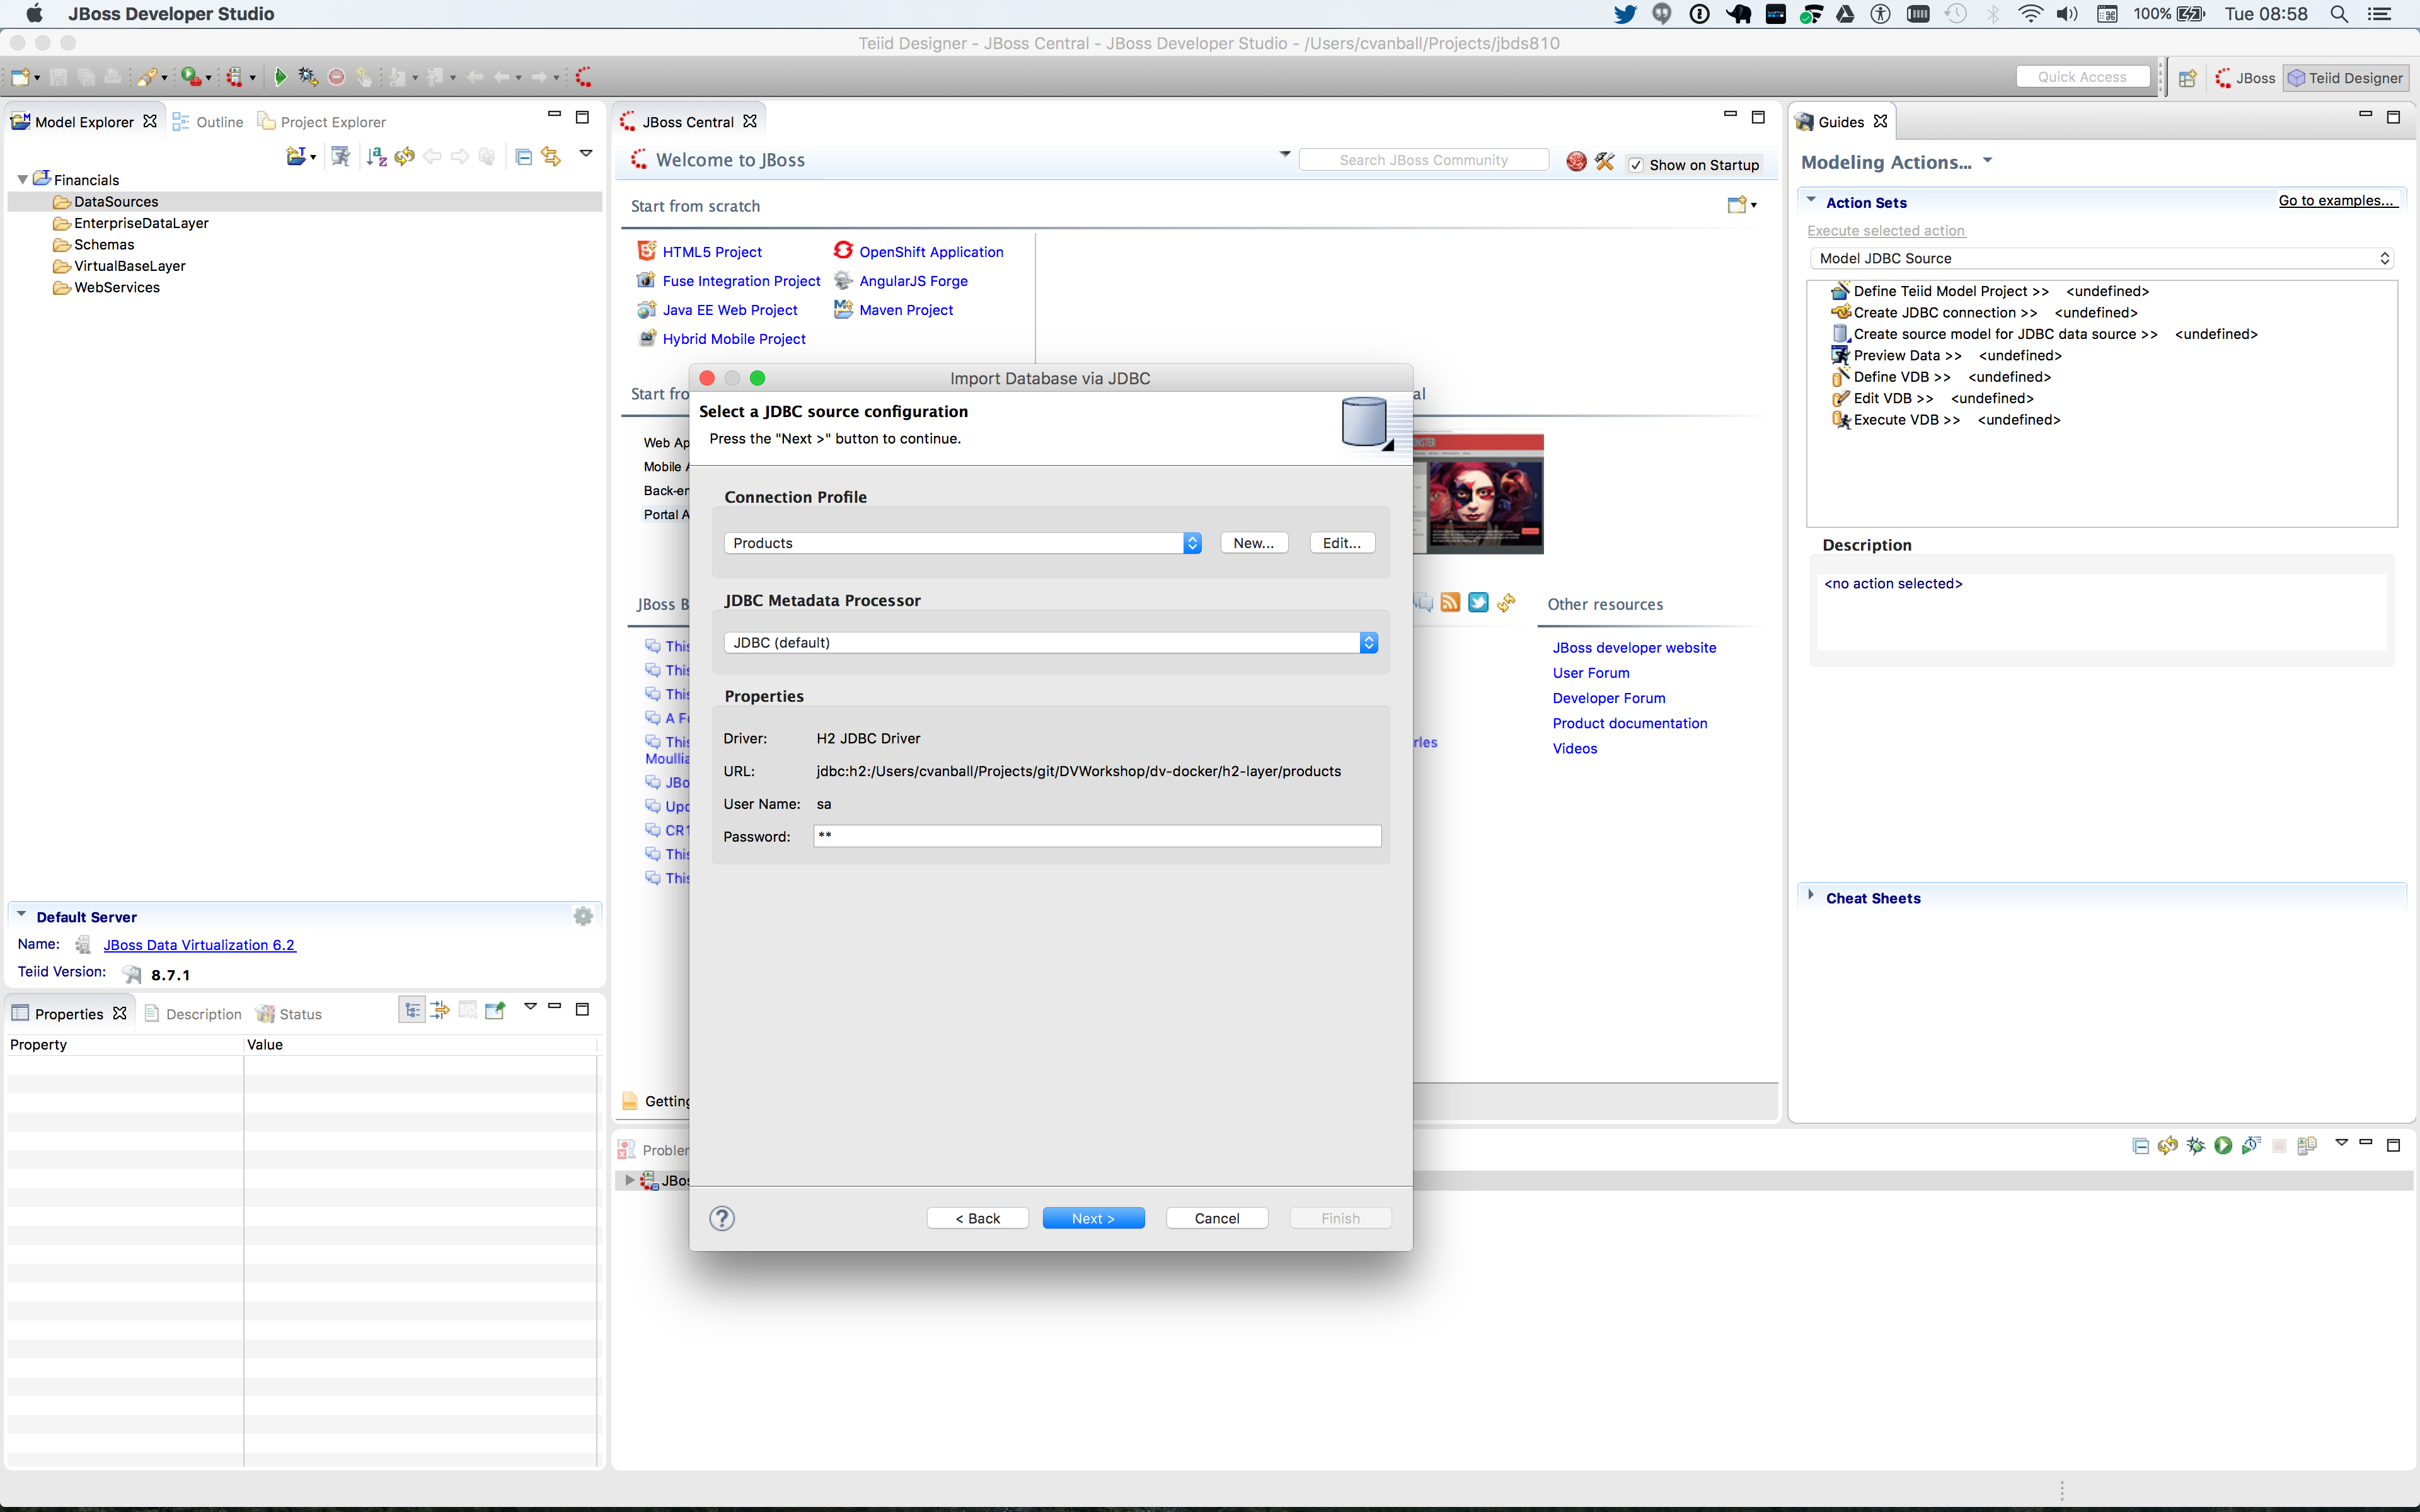 JBoss Developer Studio
100%
Tue 08:58
Teiid Designer - JBoss Central - JBoss Developer Studio - /Users/cvanball/Projects/jbds810
Quick Access
JBoss
Teiid Designer
Model Explorer
Outline
Project Explorer
Financials
DataSources
EnterpriseDataLayer
Schemas
VirtualBaseLayer
WebServices
Default Server
Name:
JBoss Data Virtualization 6.2
Teiid Version:
8.7.1
Properties
Description
Status
Property
Value
JBoss Central
Welcome to JBoss
Search JBoss Community
Show on Startup
Start from scratch
HTML5 Project
OpenShift Application
Fuse Integration Project
AngularJS Forge
Java EE Web Project
Maven Project
Hybrid Mobile Project
Start fro
al
Web Ap
Mobile A
Back-en
Portal A
JBoss B
This
This
This
A Fo
This
Moullia
rles
JBo
Upd
CR1
This
This
Other resources
JBoss developer website
User Forum
Developer Forum
Product documentation
Videos
Getting
Problem
JBos
Import Database via JDBC
Select a JDBC source configuration
Press the "Next >" button to continue.
Connection Profile
Products
New...
Edit...
JDBC Metadata Processor
JDBC (default)
Properties
Driver:
H2 JDBC Driver
URL:
jdbc:h2:/Users/cvanball/Projects/git/DVWorkshop/dv-docker/h2-layer/products
User Name:
sa
Password:
**
< Back
Next >
Cancel
Finish
Guides
Modeling Actions...
Action Sets
Go to examples...
Execute selected action
Model JDBC Source
Define Teiid Model Project >> <undefined>
Create JDBC connection >> <undefined>
Create source model for JDBC data source >> <undefined>
Preview Data >> <undefined>
Define VDB >> <undefined>
Edit VDB >> <undefined>
Execute VDB >> <undefined>
Description
<no action selected>
Cheat Sheets